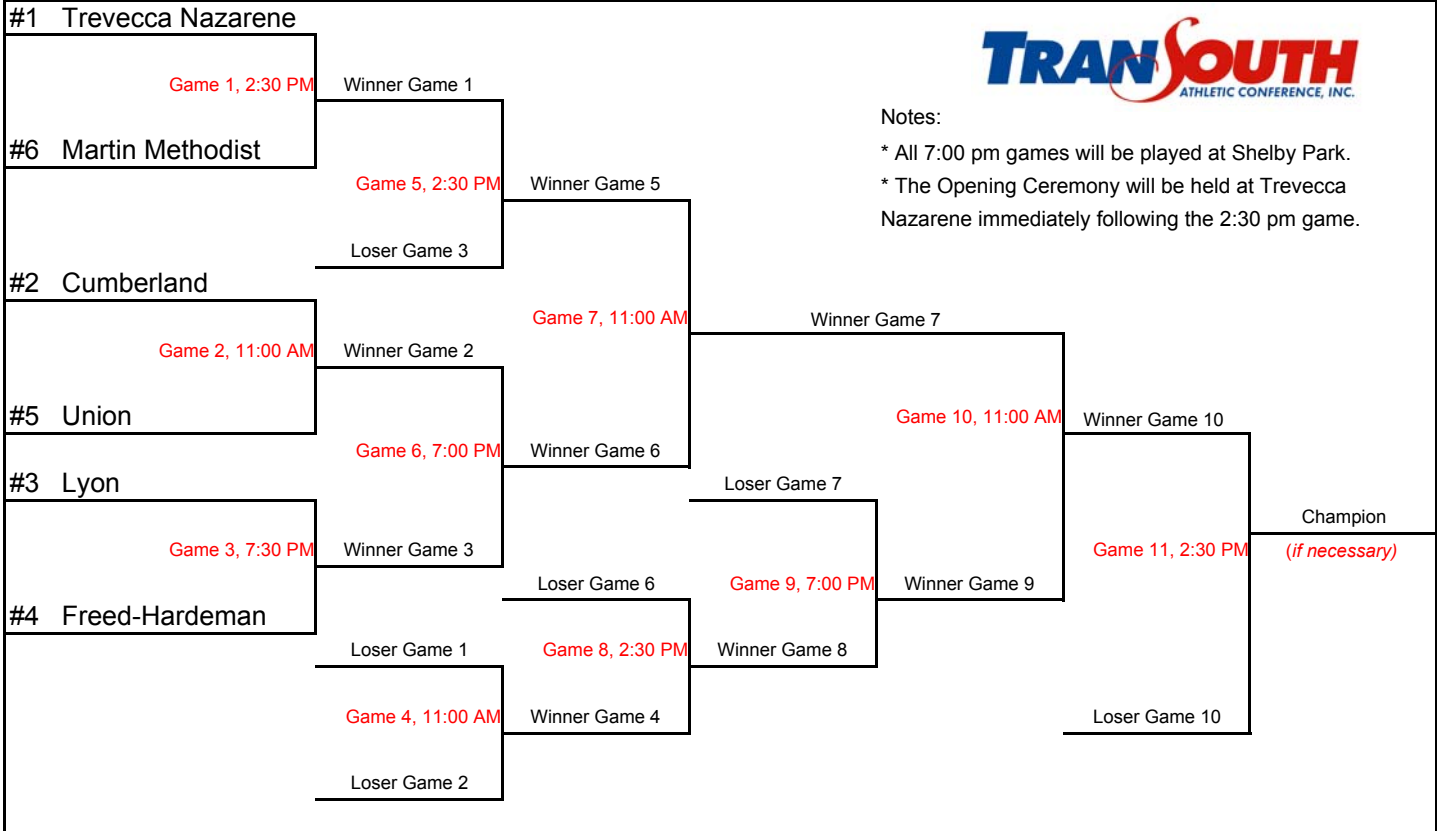 #1 Trevecca Nazarene
TRANSOUTH
ATHLETIC CONFERENCE, INC.
Game 1, 2:30 PM
Winner Game 1
Notes:
#6 Martin Methodist
* All 7:00 pm games will be played at Shelby Park.
Game 5, 2:30 PM
Winner Game 5
* The Opening Ceremony will be held at Trevecca
Nazarene immediately following the 2:30 pm game.
Loser Game 3
#2 Cumberland
Game 7, 11:00 AM
Winner Game 7
Game 2, 11:00 AM
Winner Game 2
#5 Union
Game 10, 11:00 AM
Winner Game 10
Game 6, 7:00 PM
Winner Game 6
#3 Lyon
Loser Game 7
Champion
Game 3, 7:30 PM
Winner Game 3
Game 11, 2:30 PM
(if necessary)
Loser Game 6
Game 9, 7:00 PM
Winner Game 9
#4 Freed-Hardeman
Loser Game 1
Game 8, 2:30 PM
Winner Game 8
Game 4, 11:00 AM
Winner Game 4
Loser Game 10
Loser Game 2